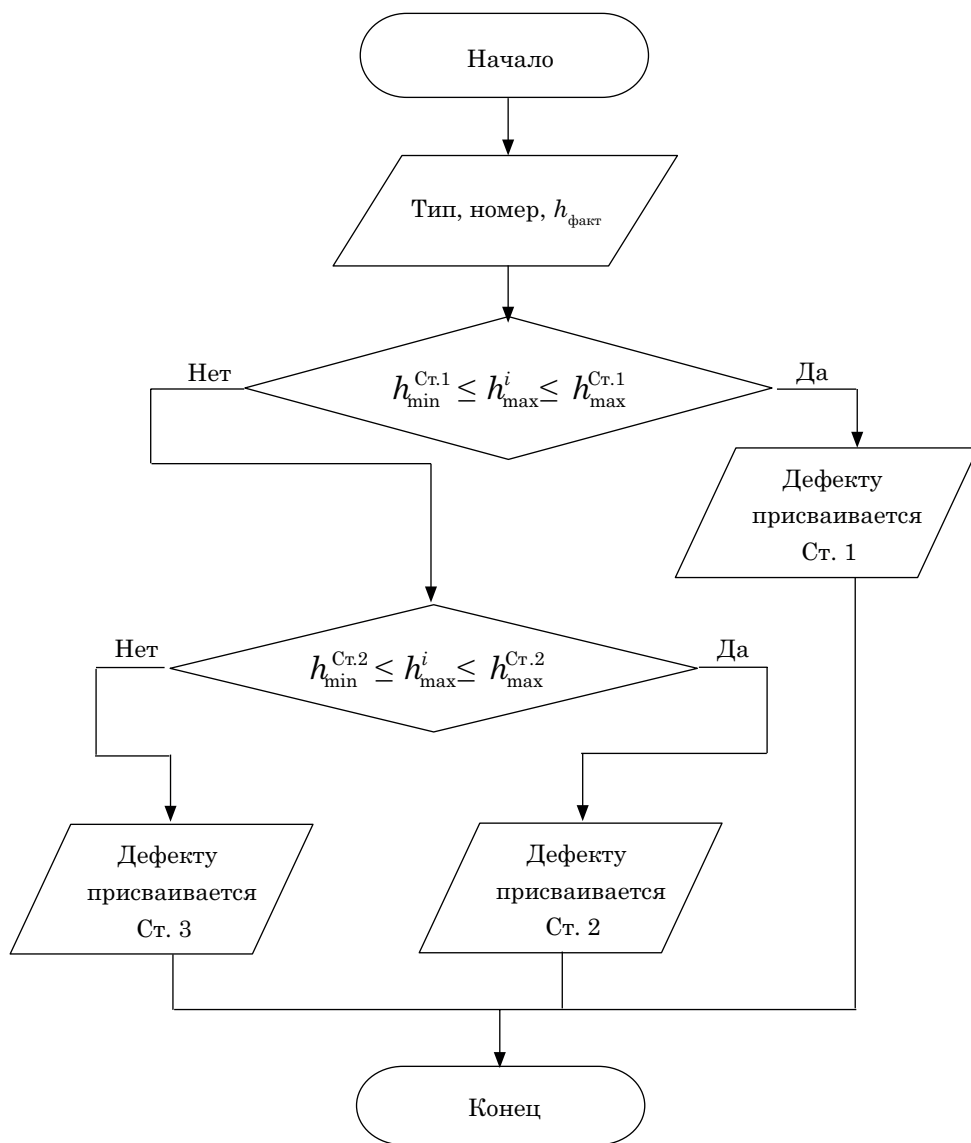 Начало
Тип, номер, hфакт
Нет
Да
h_min^Ст.1 ≤ h_max^i ≤ h_max^Ст.1
Дефекту
присваивается
Ст. 1
Нет
Да
h_min^Ст.2 ≤ h_max^i ≤ h_max^Ст.2
Дефекту
присваивается
Ст. 3
Дефекту
присваивается
Ст. 2
Конец